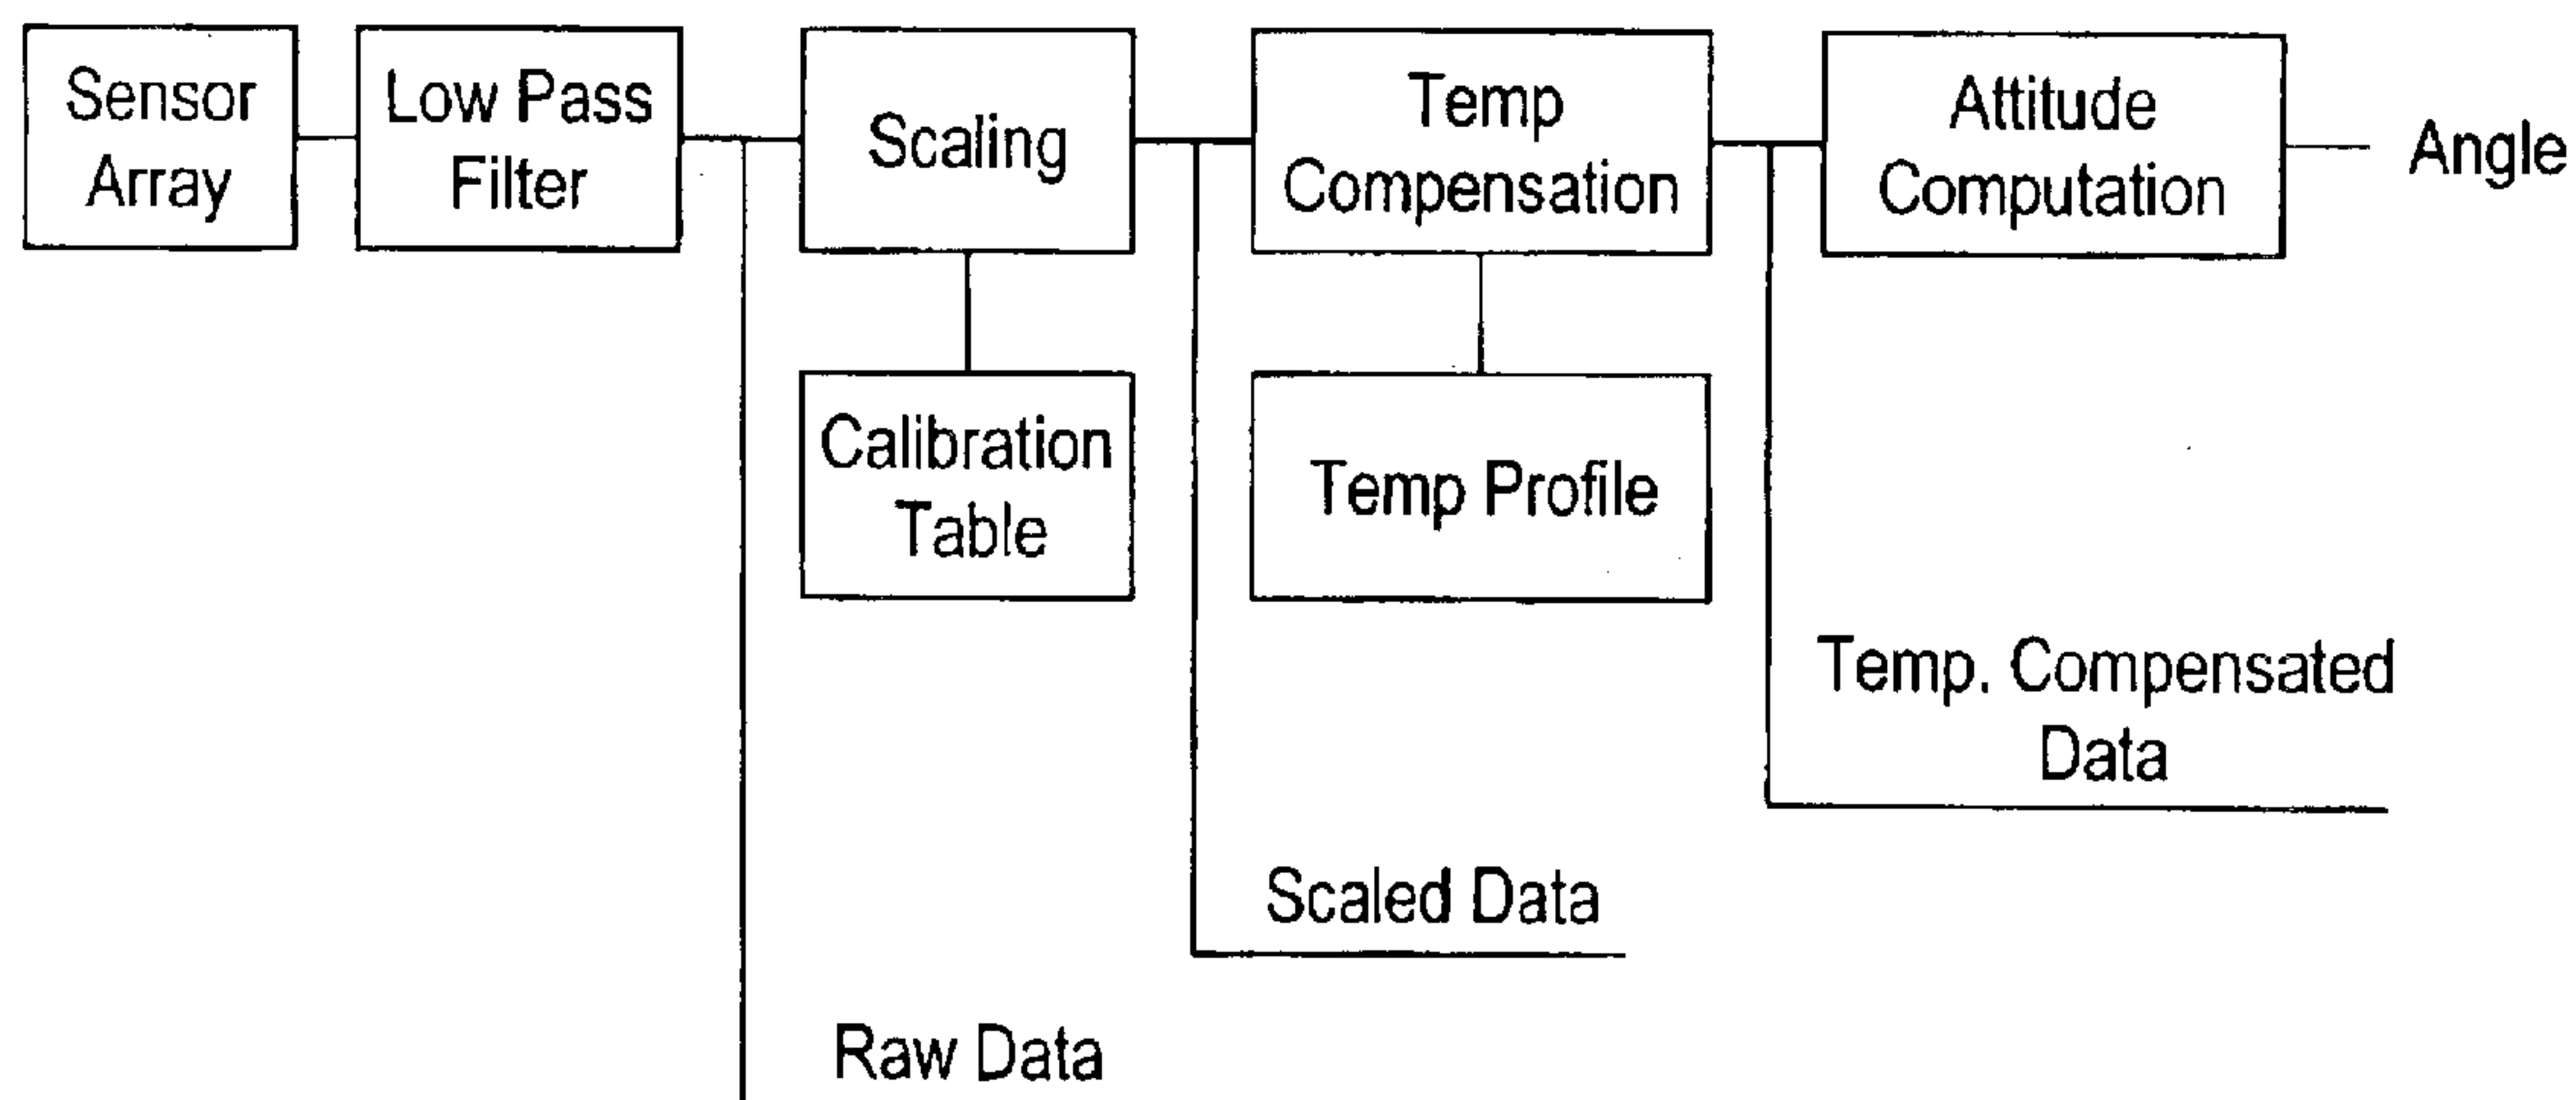 Sensor
Array
Low Pass
Filter
Scaling
Temp
Compensation
Attitude
Computation
Angle
Calibration
Table
Temp Profile
Temp. Compensated
Data
Scaled Data
Raw Data